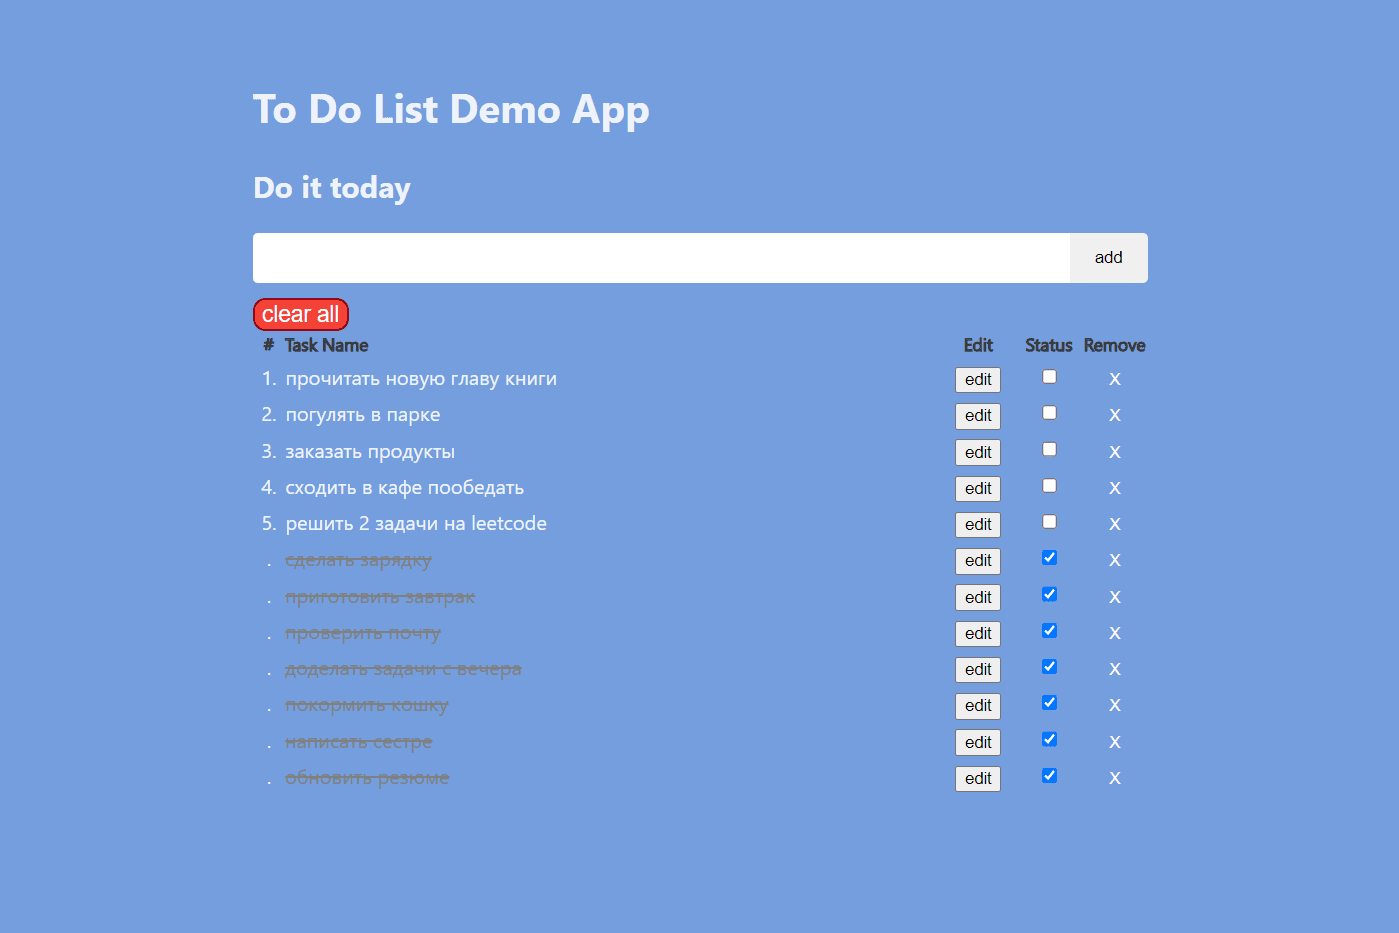 To Do List Demo App
Do it today
add
clear all
# Task Name Edit Status Remove
1. прочитать новую главу книги edit X
2. погулять в парке edit X
3. заказать продукты edit X
4. сходить в кафе пообедать edit X
5. решить 2 задачи на leetcode edit X
. сделать зарядку edit X
. приготовить завтрак edit X
. проверить почту edit X
. доделать задачи с вечера edit X
. покормить кошку edit X
. написать сестре edit X
. обновить резюме edit X